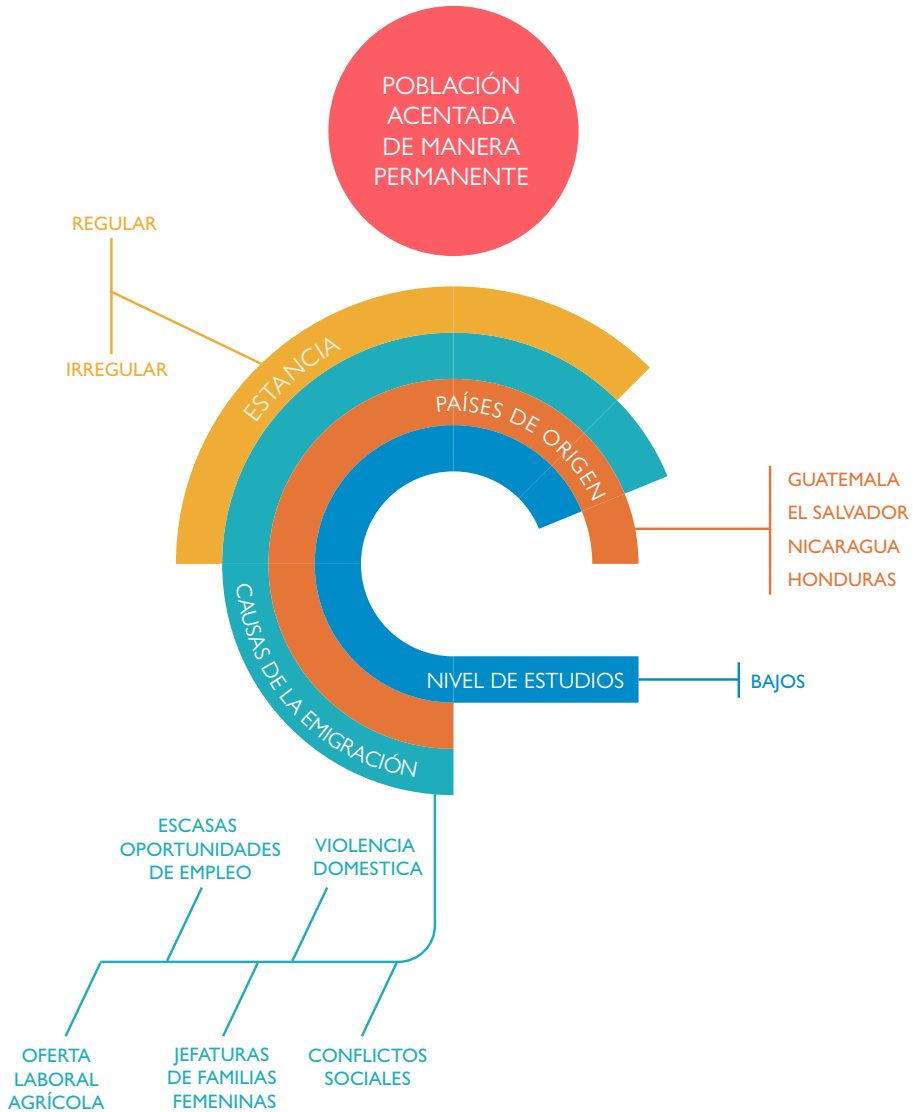 POBLACIÓN
ACENTADA
DE MANERA
PERMANENTE
REGULAR
IRREGULAR
ESTANCIA
PAÍSES DE ORIGEN
GUATEMALA
EL SALVADOR
NICARAGUA
HONDURAS
CAUSAS DE LA EMIGRACIÓN
NIVEL DE ESTUDIOS
BAJOS
ESCASAS
OPORTUNIDADES
DE EMPLEO
VIOLENCIA
DOMESTICA
OFERTA
LABORAL
AGRÍCOLA
JEFATURAS
DE FAMILIAS
FEMENINAS
CONFLICTOS
SOCIALES